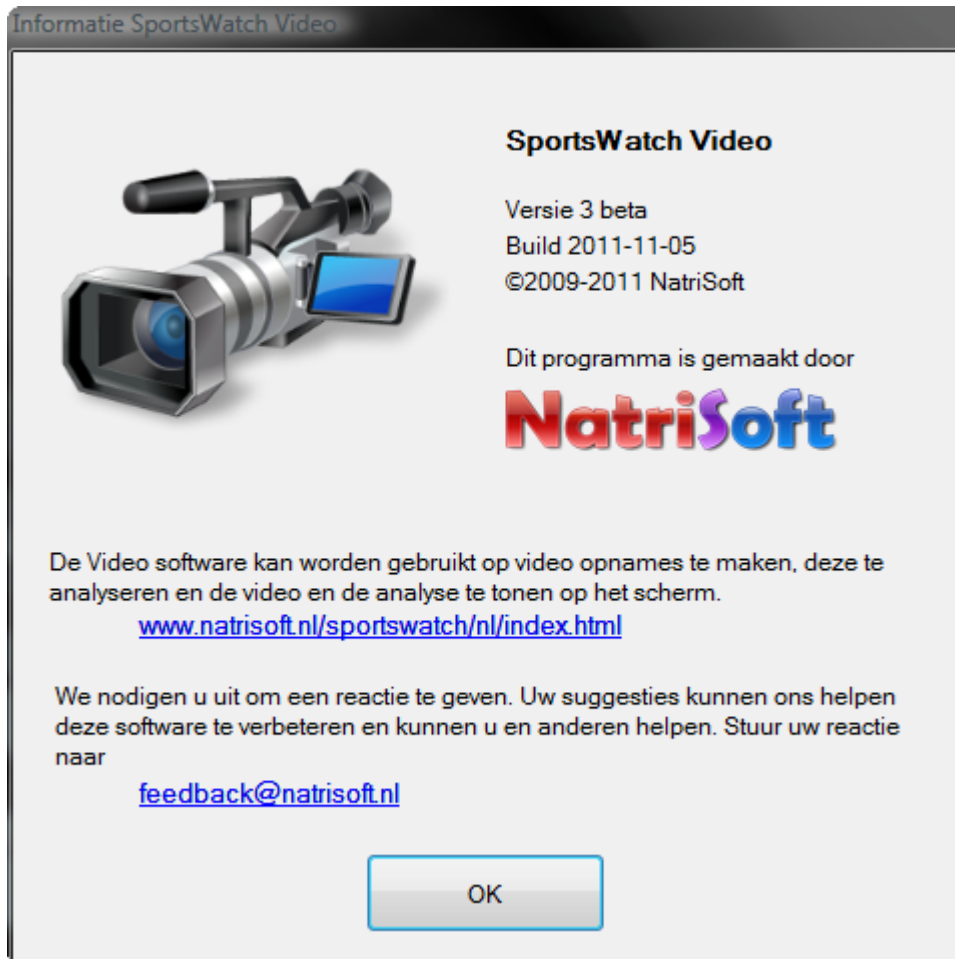 Informatie SportsWatch Video
SportsWatch Video
Versie 3 beta
Build 2011-11-05
©2009-2011 NatriSoft
Dit programma is gemaakt door
NatriSoft
De Video software kan worden gebruikt op video opnames te maken, deze te
analyseren en de video en de analyse te tonen op het scherm.
www.natrisoft.nl/sportswatch/nl/index.html
We nodigen u uit om een reactie te geven. Uw suggesties kunnen ons helpen
deze software te verbeteren en kunnen u en anderen helpen. Stuur uw reactie
naar
feedback@natrisoft.nl
OK